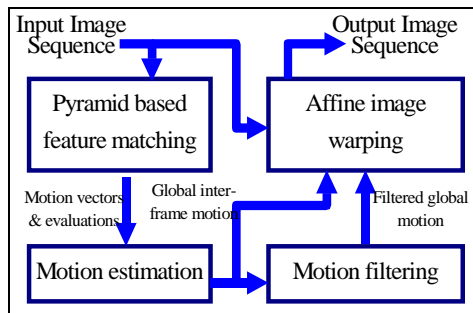 Input Image
Sequence
Output Image
Sequence
Pyramid based
feature matching
Affine image
warping
Motion vectors
& evaluations
Global inter-
frame motion
Filtered global
motion
Motion estimation
Motion filtering